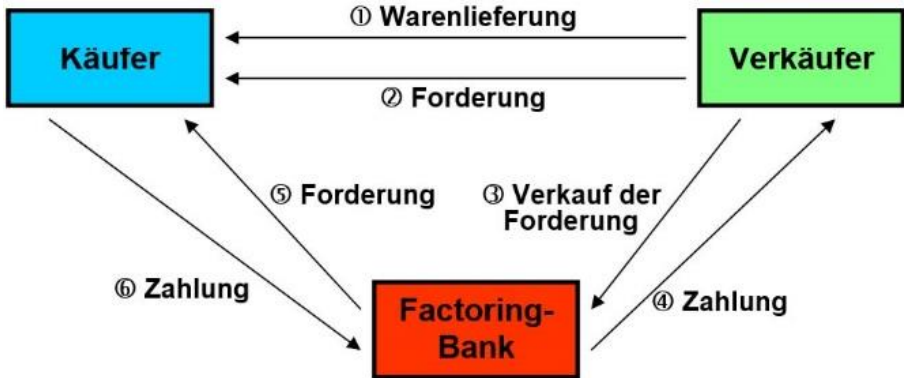 ① Warenlieferung
Käufer
Verkäufer
② Forderung
⑤ Forderung
③ Verkauf der
Forderung
⑥ Zahlung
④ Zahlung
Factoring-
Bank